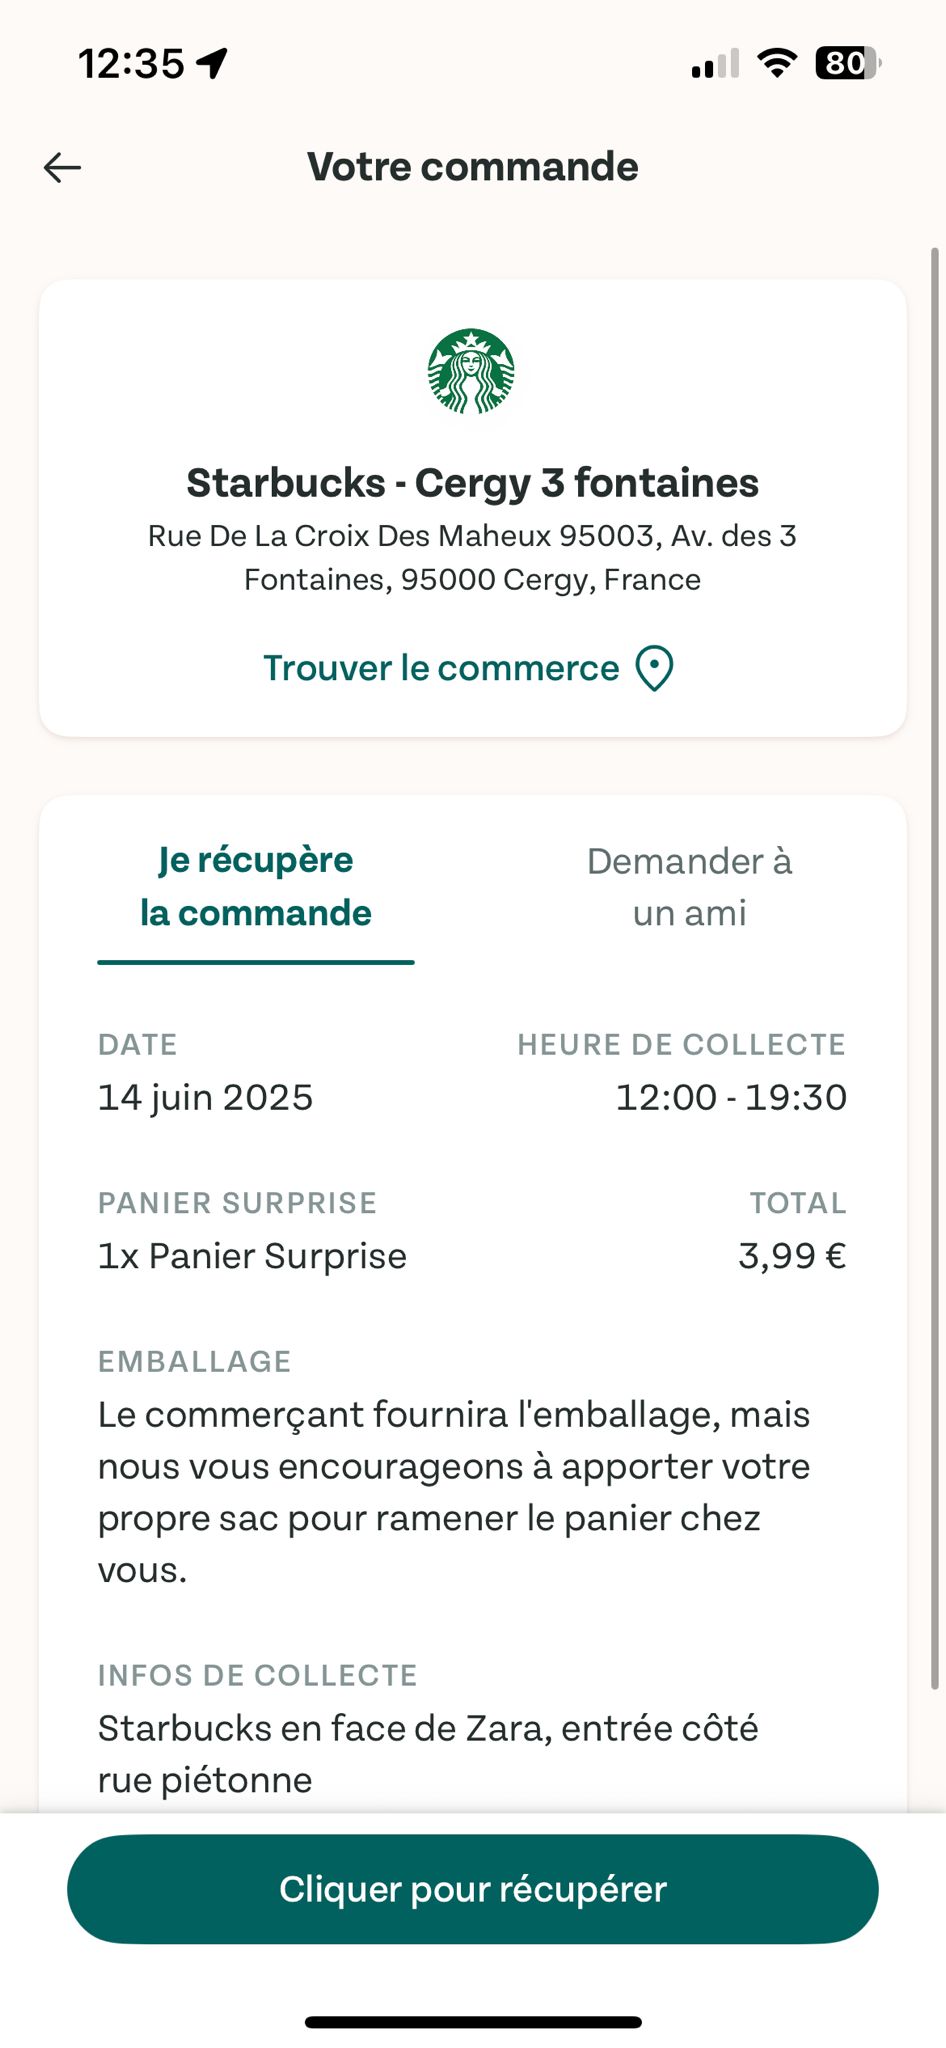 12:35
80
Votre commande
Starbucks - Cergy 3 fontaines
Rue De La Croix Des Maheux 95003, Av. des 3
Fontaines, 95000 Cergy, France
Trouver le commerce
Je récupère
la commande
Demander à
un ami
DATE
HEURE DE COLLECTE
14 juin 2025
12:00 - 19:30
PANIER SURPRISE
TOTAL
1x Panier Surprise
3,99 €
EMBALLAGE
Le commerçant fournira l'emballage, mais
nous vous encourageons à apporter votre
propre sac pour ramener le panier chez
vous.
INFOS DE COLLECTE
Starbucks en face de Zara, entrée côté
rue piétonne
Cliquer pour récupérer